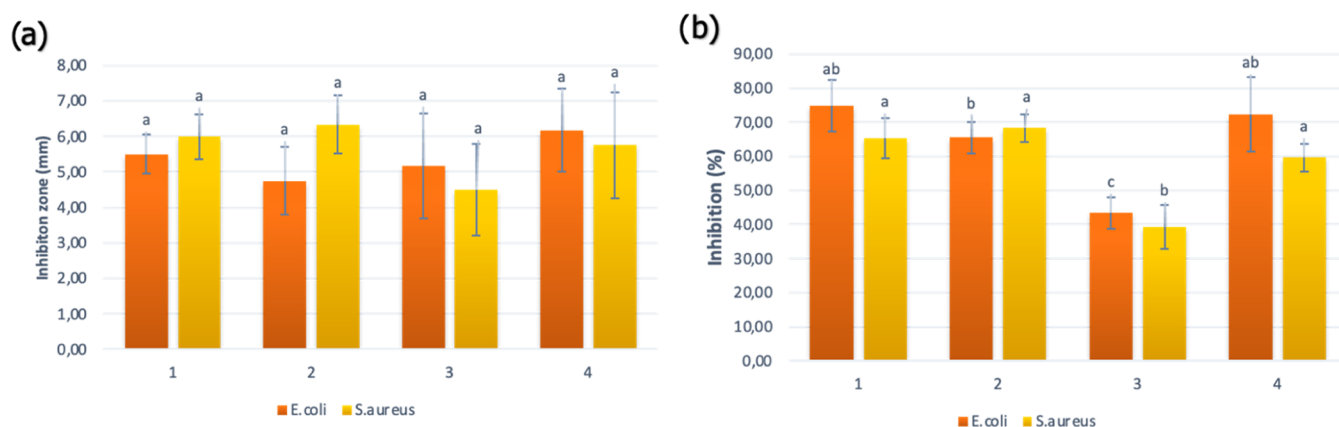 (a)
Inhibiton zone (mm)
8,00
7,00
6,00
5,00
4,00
3,00
2,00
1,00
0,00
a
a
a
a
a
a
a
a
1
2
3
4
E.coli
S.aureus
(b)
Inhibition (%)
90,00
80,00
70,00
60,00
50,00
40,00
30,00
20,00
10,00
0,00
ab
a
b
a
c
b
ab
a
1
2
3
4
E.coli
S.aureus